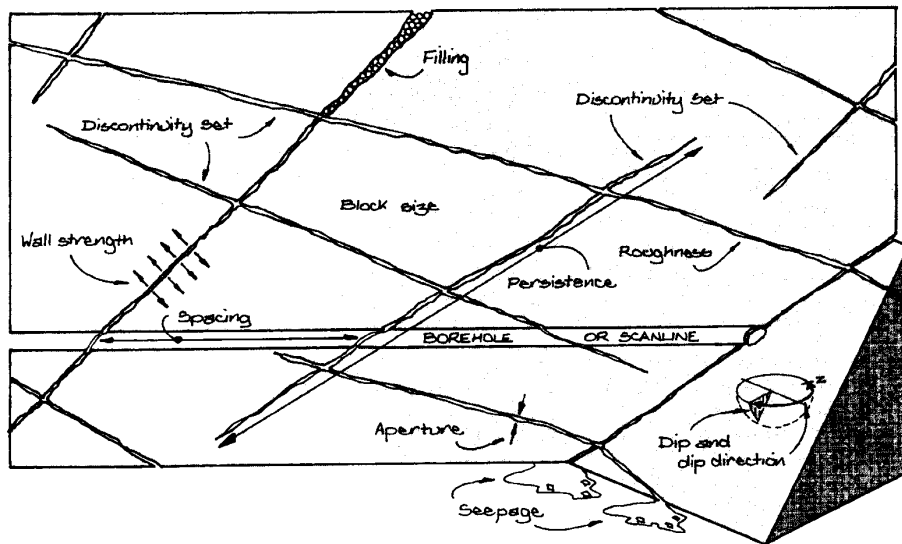 Filling
Discontinuity set
Discontinuity set
Block size
Wall strength
Roughness
Persistence
Spacing
BOREHOLE OR SCANLINE
N
Aperture
Dip and
dip direction
Seepage